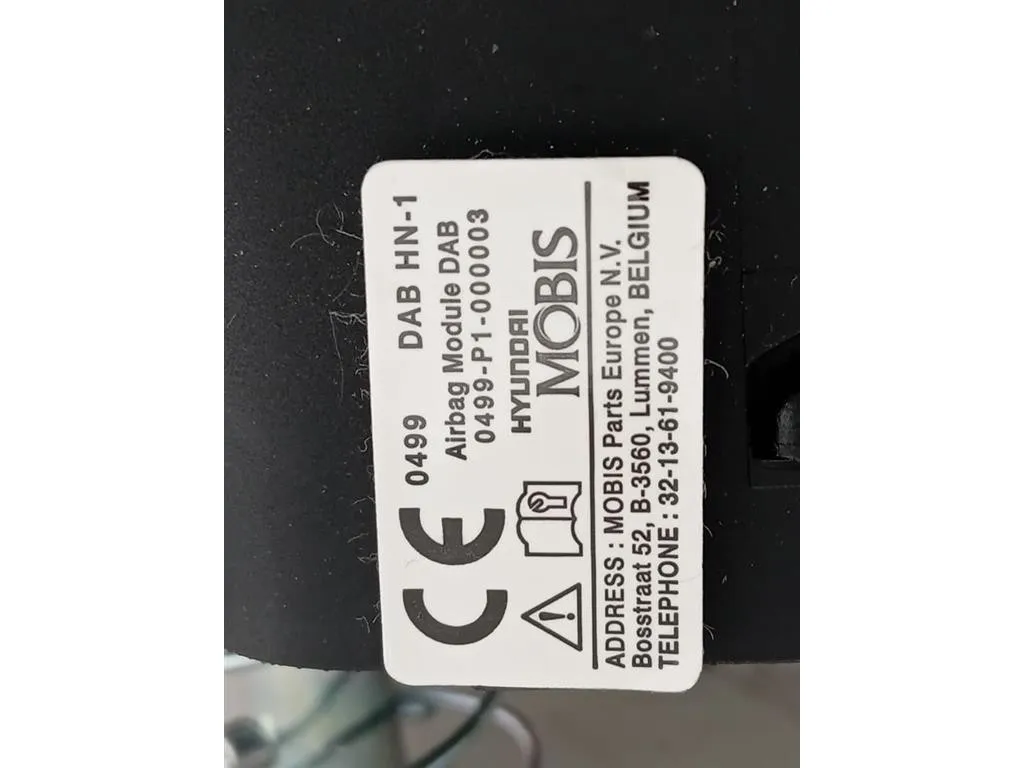 CE 0499 DAB HN-1
Airbag Module DAB
0499-P1-000003
HYUNDAI
MOBIS
ADDRESS : MOBIS Parts Europe N.V.
Bosstraat 52, B-3560, Lummen, BELGIUM
TELEPHONE : 32-13-61-9400